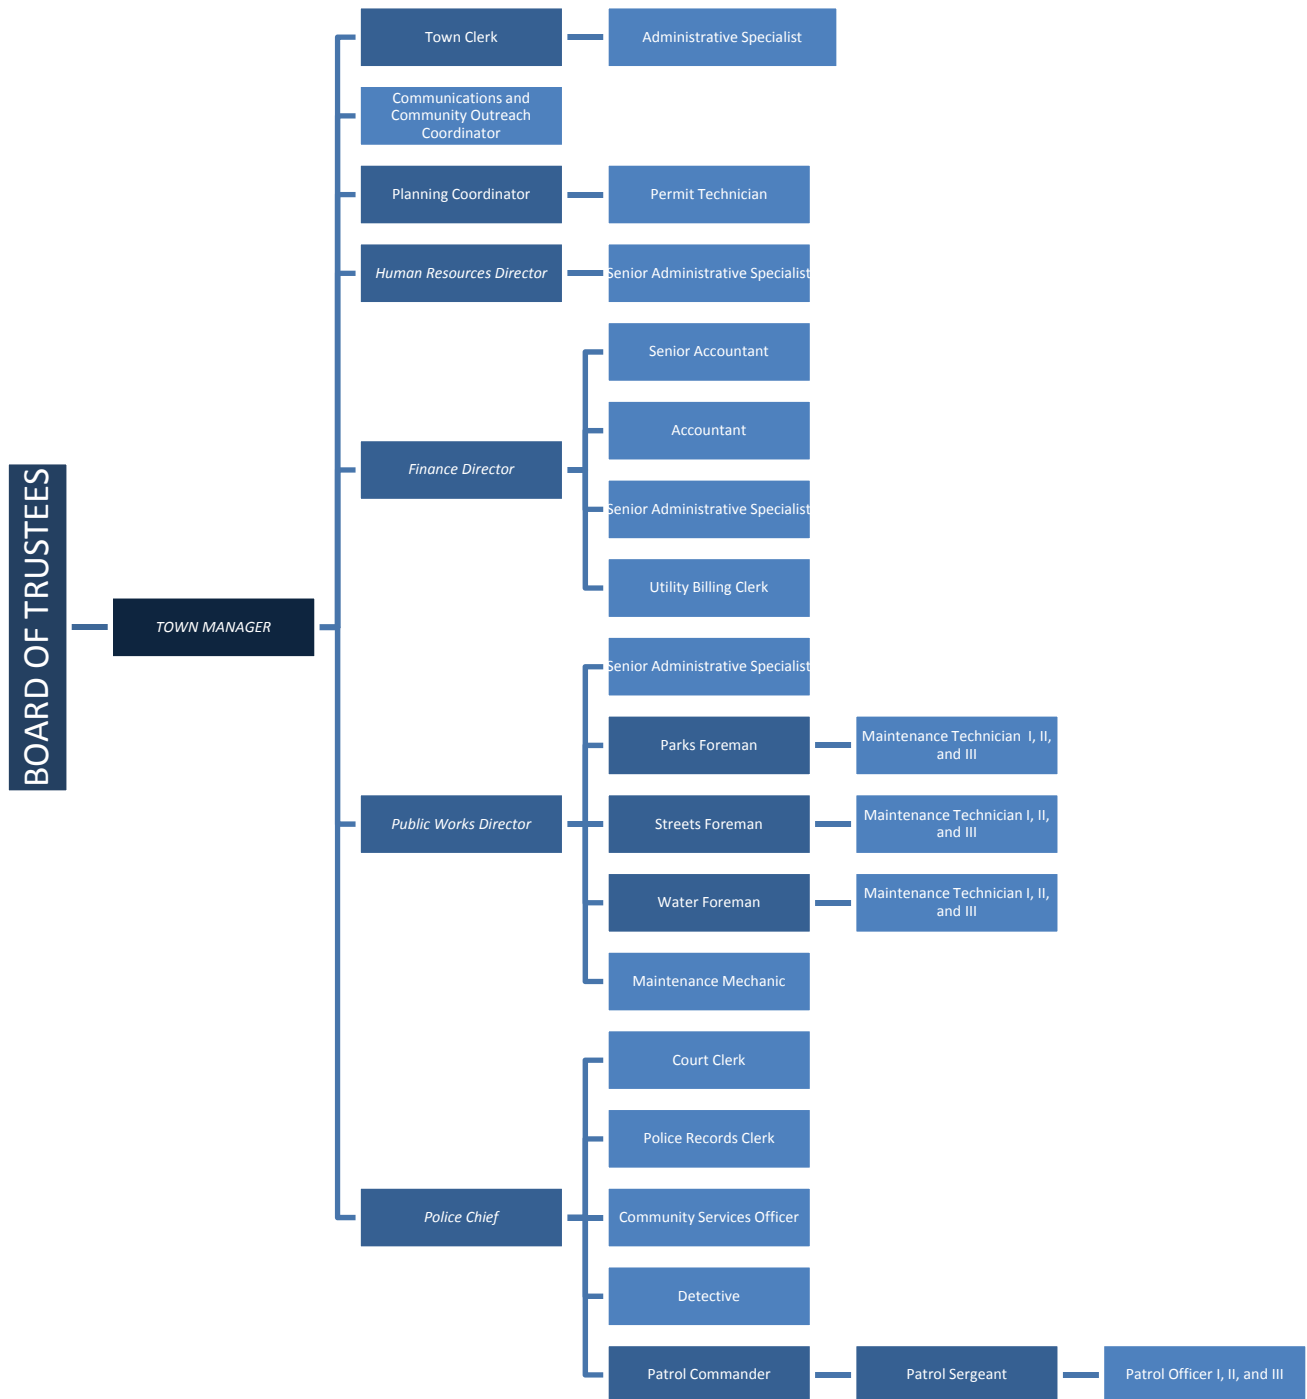 Town Clerk
Administrative Specialist
Communications and
Community Outreach
Coordinator
Planning Coordinator
Permit Technician
Human Resources Director
Senior Administrative Specialist
Senior Accountant
Accountant
Finance Director
Senior Administrative Specialist
Utility Billing Clerk
BOARD OF TRUSTEES
TOWN MANAGER
Senior Administrative Specialist
Parks Foreman
Maintenance Technician  I, II,
and III
Public Works Director
Streets Foreman
Maintenance Technician I, II,
and III
Water Foreman
Maintenance Technician I, II,
and III
Maintenance Mechanic
Court Clerk
Police Records Clerk
Police Chief
Community Services Officer
Detective
Patrol Commander
Patrol Sergeant
Patrol Officer I, II, and III